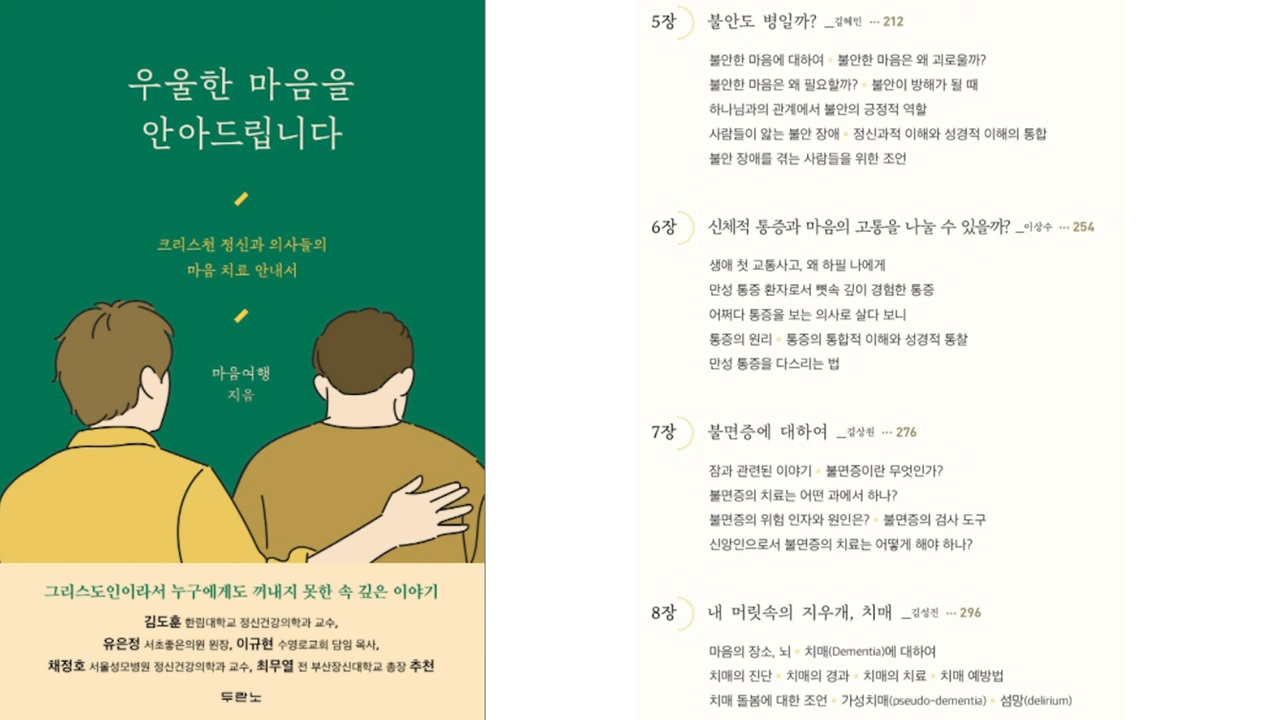 우울한 마음을
안아드립니다
크리스천 정신과 의사들의
마음 치료 안내서
마음여행
지음
그리스도인이라서 누구에게도 꺼내지 못한 속 깊은 이야기
김도훈 한림대학교 정신건강의학과 교수,
유은정 서초좋은의원 원장, 이규현 수영로교회 담임 목사,
채정호 서울성모병원 정신건강의학과 교수, 최무열 전 부산장신대학교 총장 추천
두란노
5장 불안도 병일까? _김혜민 ··· 212
불안한 마음에 대하여 • 불안한 마음은 왜 괴로울까?
불안한 마음은 왜 필요할까? • 불안이 방해가 될 때
하나님과의 관계에서 불안의 긍정적 역할
사람들이 앓는 불안 장애 • 정신과적 이해와 성경적 이해의 통합
불안 장애를 겪는 사람들을 위한 조언
6장 신체적 통증과 마음의 고통을 나눌 수 있을까? _이상수 ··· 254
생애 첫 교통사고, 왜 하필 나에게
만성 통증 환자로서 뼛속 깊이 경험한 통증
어쩌다 통증을 보는 의사로 살다 보니
통증의 원리 • 통증의 통합적 이해와 성경적 통찰
만성 통증을 다스리는 법
7장 불면증에 대하여 _김상원 ··· 276
잠과 관련된 이야기 • 불면증이란 무엇인가?
불면증의 치료는 어떤 과에서 하나?
불면증의 위험 인자와 원인은? • 불면증의 검사 도구
신앙인으로서 불면증의 치료는 어떻게 해야 하나?
8장 내 머릿속의 지우개, 치매 _김성진 ··· 296
마음의 장소, 뇌 • 치매(Dementia)에 대하여
치매의 진단 • 치매의 경과 • 치매의 치료 • 치매 예방법
치매 돌봄에 대한 조언 • 가성치매(pseudo-dementia) • 섬망(delirium)